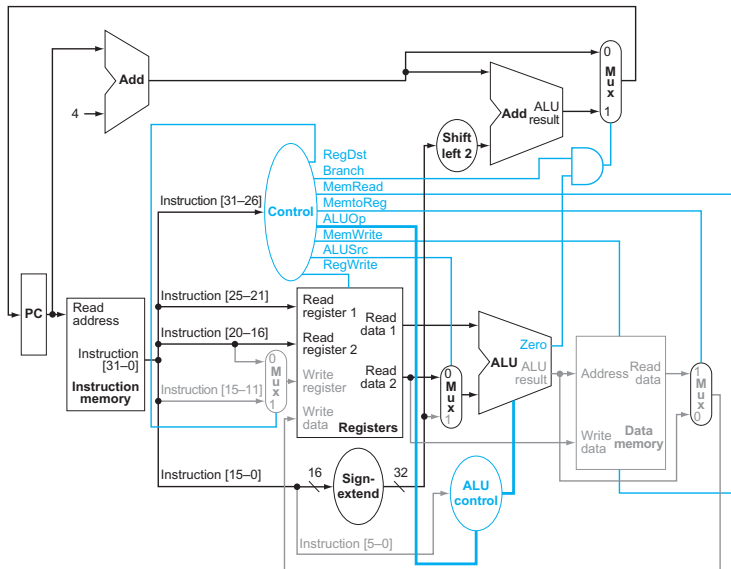 0
M
u
x
1
Add
4
Add
ALU
result
Shift
left 2
RegDst
Branch
MemRead
MemtoReg
ALUOp
MemWrite
ALUSrc
RegWrite
Control
Instruction [31–26]
PC
Read
address
Instruction
[31–0]
Instruction
memory
Instruction [25–21]
Instruction [20–16]
Instruction [15–11]
0
M
u
x
1
Read
register 1
Read
register 2
Write
register
Write
data
Read
data 1
Read
data 2
Registers
0
M
u
x
1
Zero
ALU
ALU
result
Address
Read
data
Write
data
Data
memory
1
M
u
x
0
Instruction [15–0]
16
Sign-
extend
32
ALU
control
Instruction [5–0]